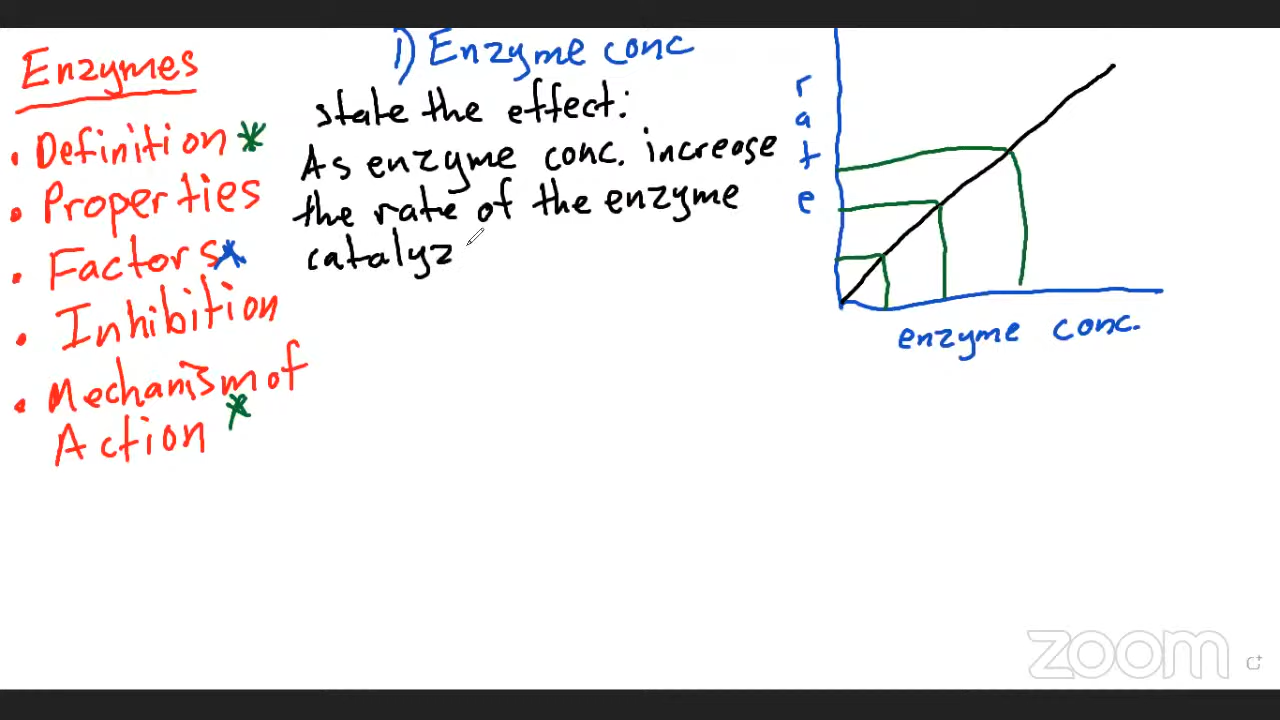 Enzymes
• Definition *
• Properties
• Factors *
• Inhibition
• Mechanism of
Action *
i) Enzyme conc
state the effect:
As enzyme conc. increase
the rate of the enzyme
catalyz
rate
enzyme conc.
zoom